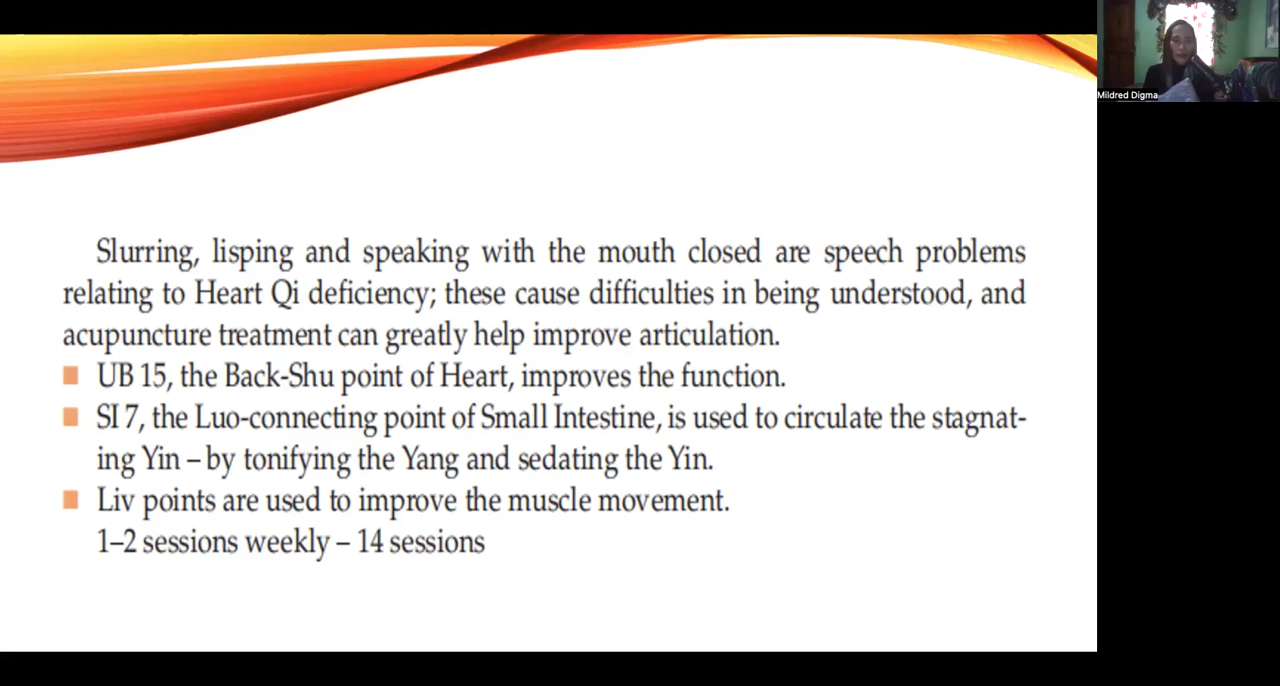 Mildred Digma
Slurring, lisping and speaking with the mouth closed are speech problems
relating to Heart Qi deficiency; these cause difficulties in being understood, and
acupuncture treatment can greatly help improve articulation.
UB 15, the Back-Shu point of Heart, improves the function.
SI 7, the Luo-connecting point of Small Intestine, is used to circulate the stagnat-
ing Yin – by tonifying the Yang and sedating the Yin.
Liv points are used to improve the muscle movement.
1–2 sessions weekly – 14 sessions